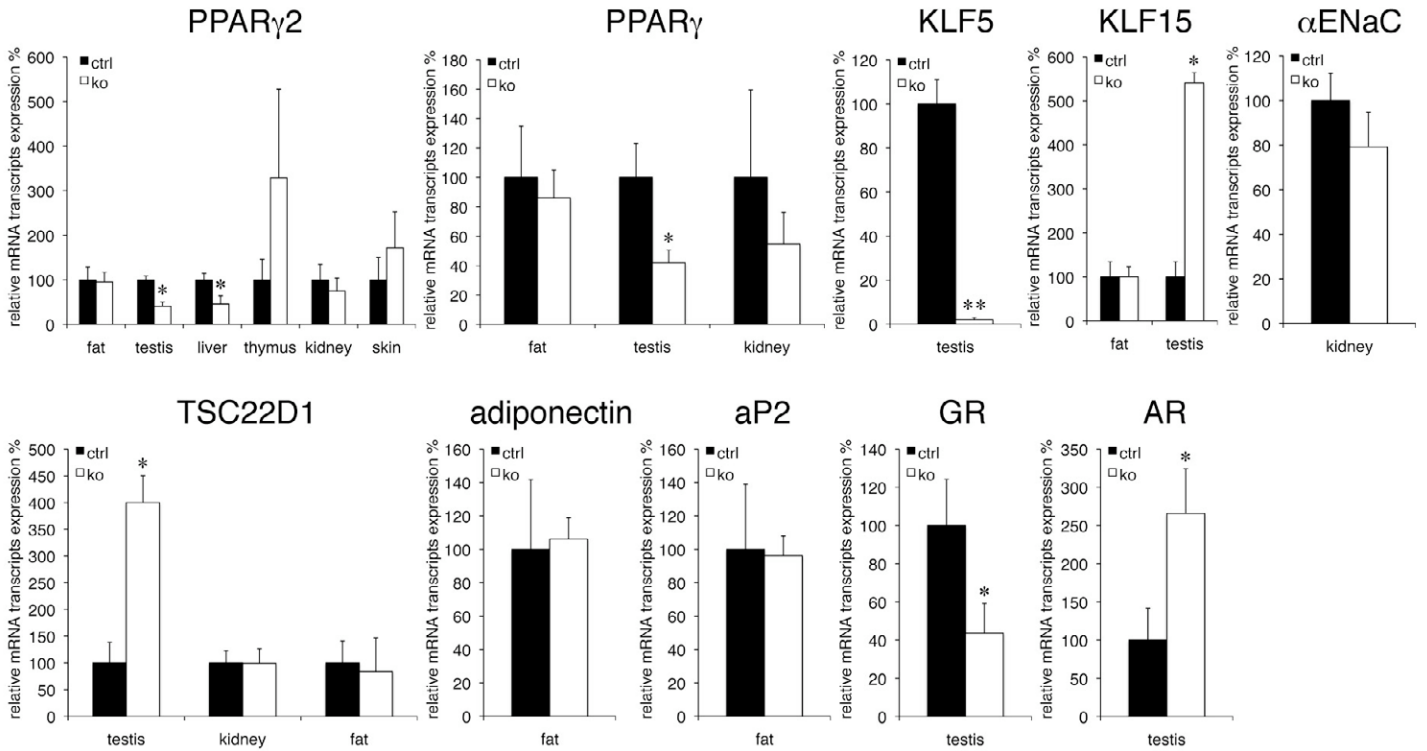 PPARγ2
relative mRNA transcripts expression %
600
500
400
300
200
100
0
ctrl
ko
*
*
fat testis liver thymus kidney skin
PPARγ
relative mRNA transcripts expression %
180
160
140
120
100
80
60
40
20
0
ctrl
ko
*
fat testis kidney
KLF5
relative mRNA transcripts expression %
120
100
80
60
40
20
0
ctrl
ko
**
testis
KLF15
relative mRNA transcripts expression %
600
500
400
300
200
100
0
ctrl
ko
*
fat testis
αENaC
relative mRNA transcripts expression %
120
100
80
60
40
20
0
ctrl
ko
kidney
TSC22D1
relative mRNA transcripts expression %
500
450
400
350
300
250
200
150
100
50
0
ctrl
ko
*
testis kidney fat
adiponectin
relative mRNA transcripts expression %
160
140
120
100
80
60
40
20
0
ctrl
ko
fat
aP2
relative mRNA transcripts expression %
160
140
120
100
80
60
40
20
0
ctrl
ko
fat
GR
relative mRNA transcripts expression %
140
120
100
80
60
40
20
0
ctrl
ko
*
testis
AR
relative mRNA transcripts expression %
350
300
250
200
150
100
50
0
ctrl
ko
*
testis